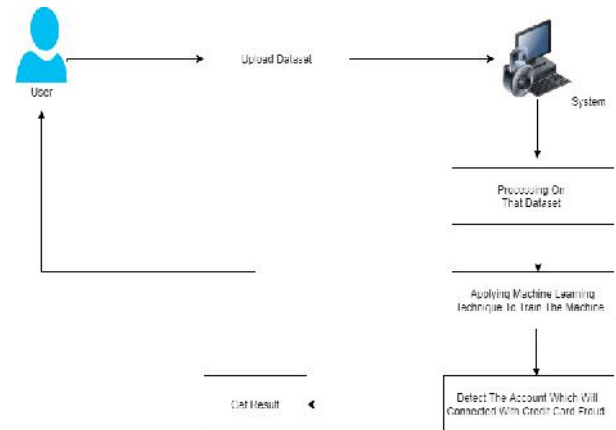 Upload Dataset
User
System
Processing On
That Dataset
Applying Machine Learning
Technique To Train The Machine
Get Result
Detect The Account Which Will
Connected With Credit Card Froud